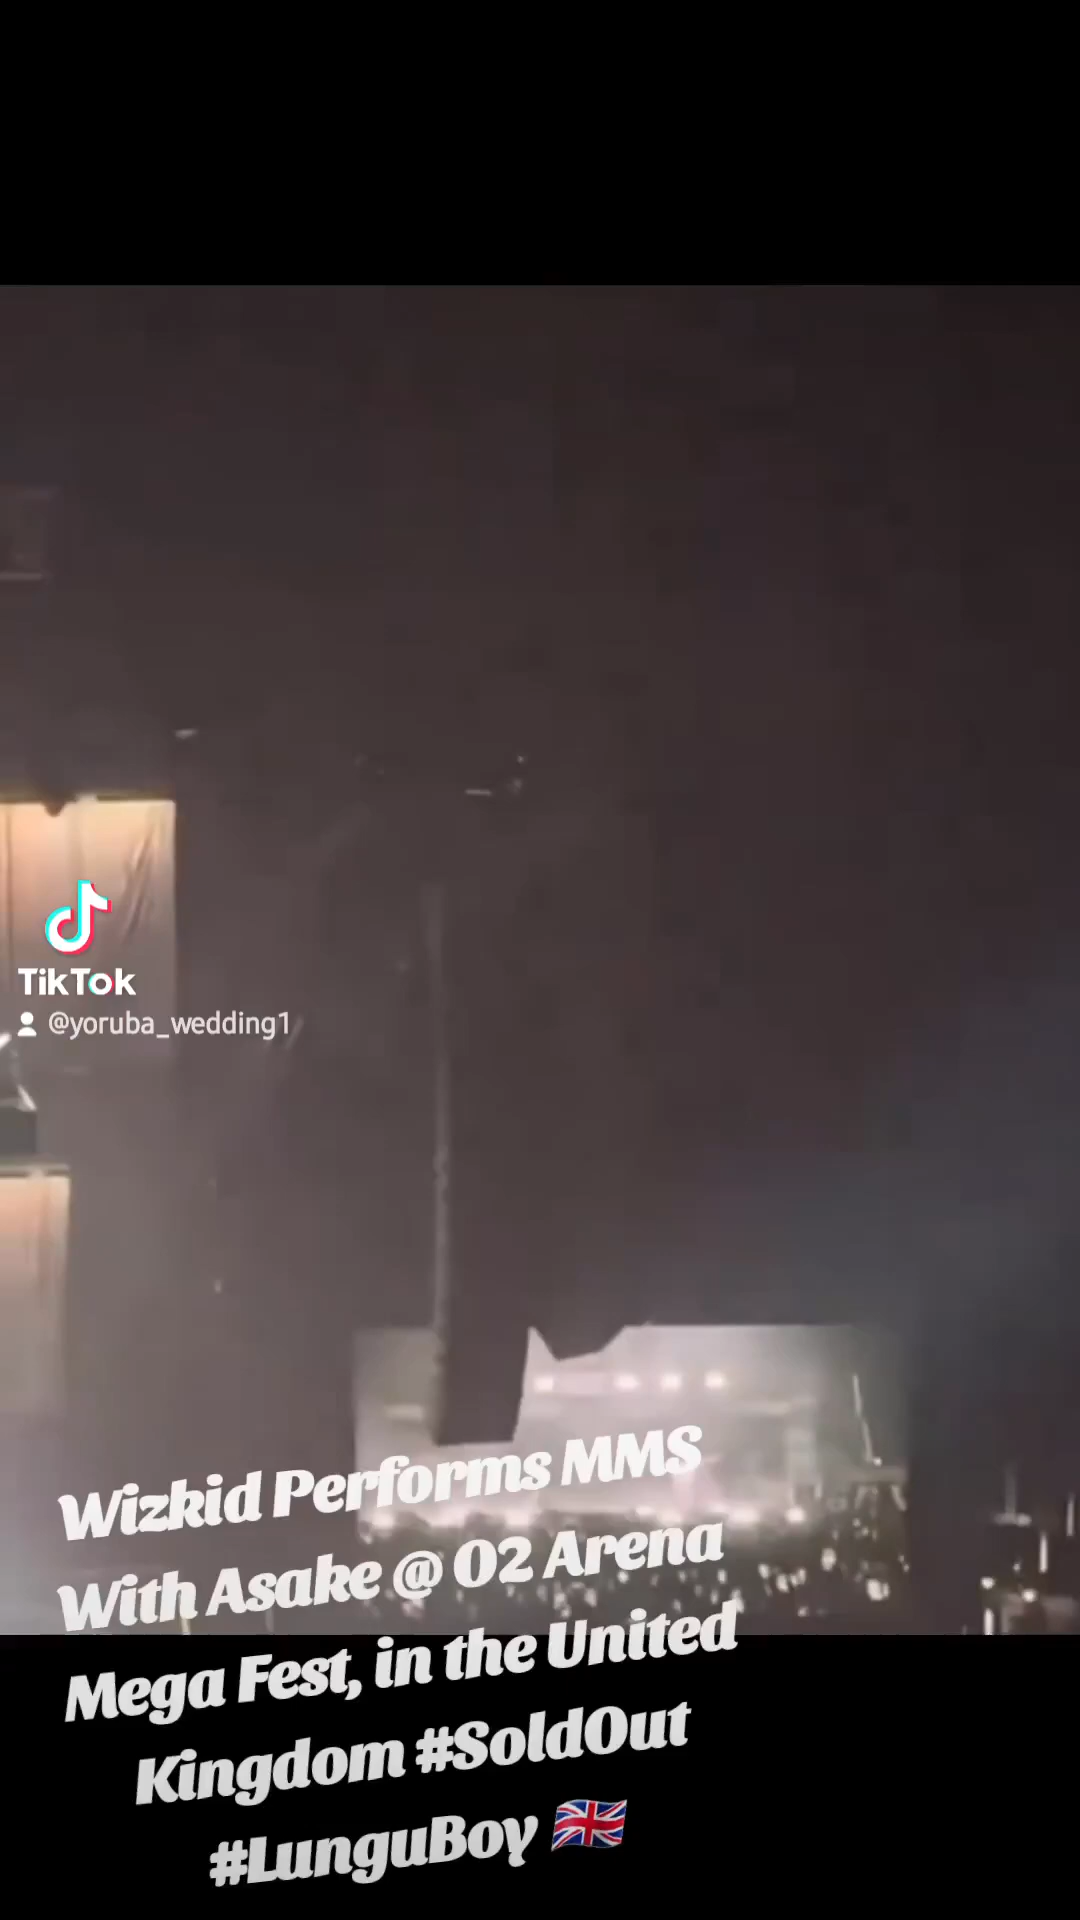 TikTok
@yoruba_wedding1
Wizkid Performs MMS
With Asake @ O2 Arena
Mega Fest, in the United
Kingdom #SoldOut
#LunguBoy 🇬🇧